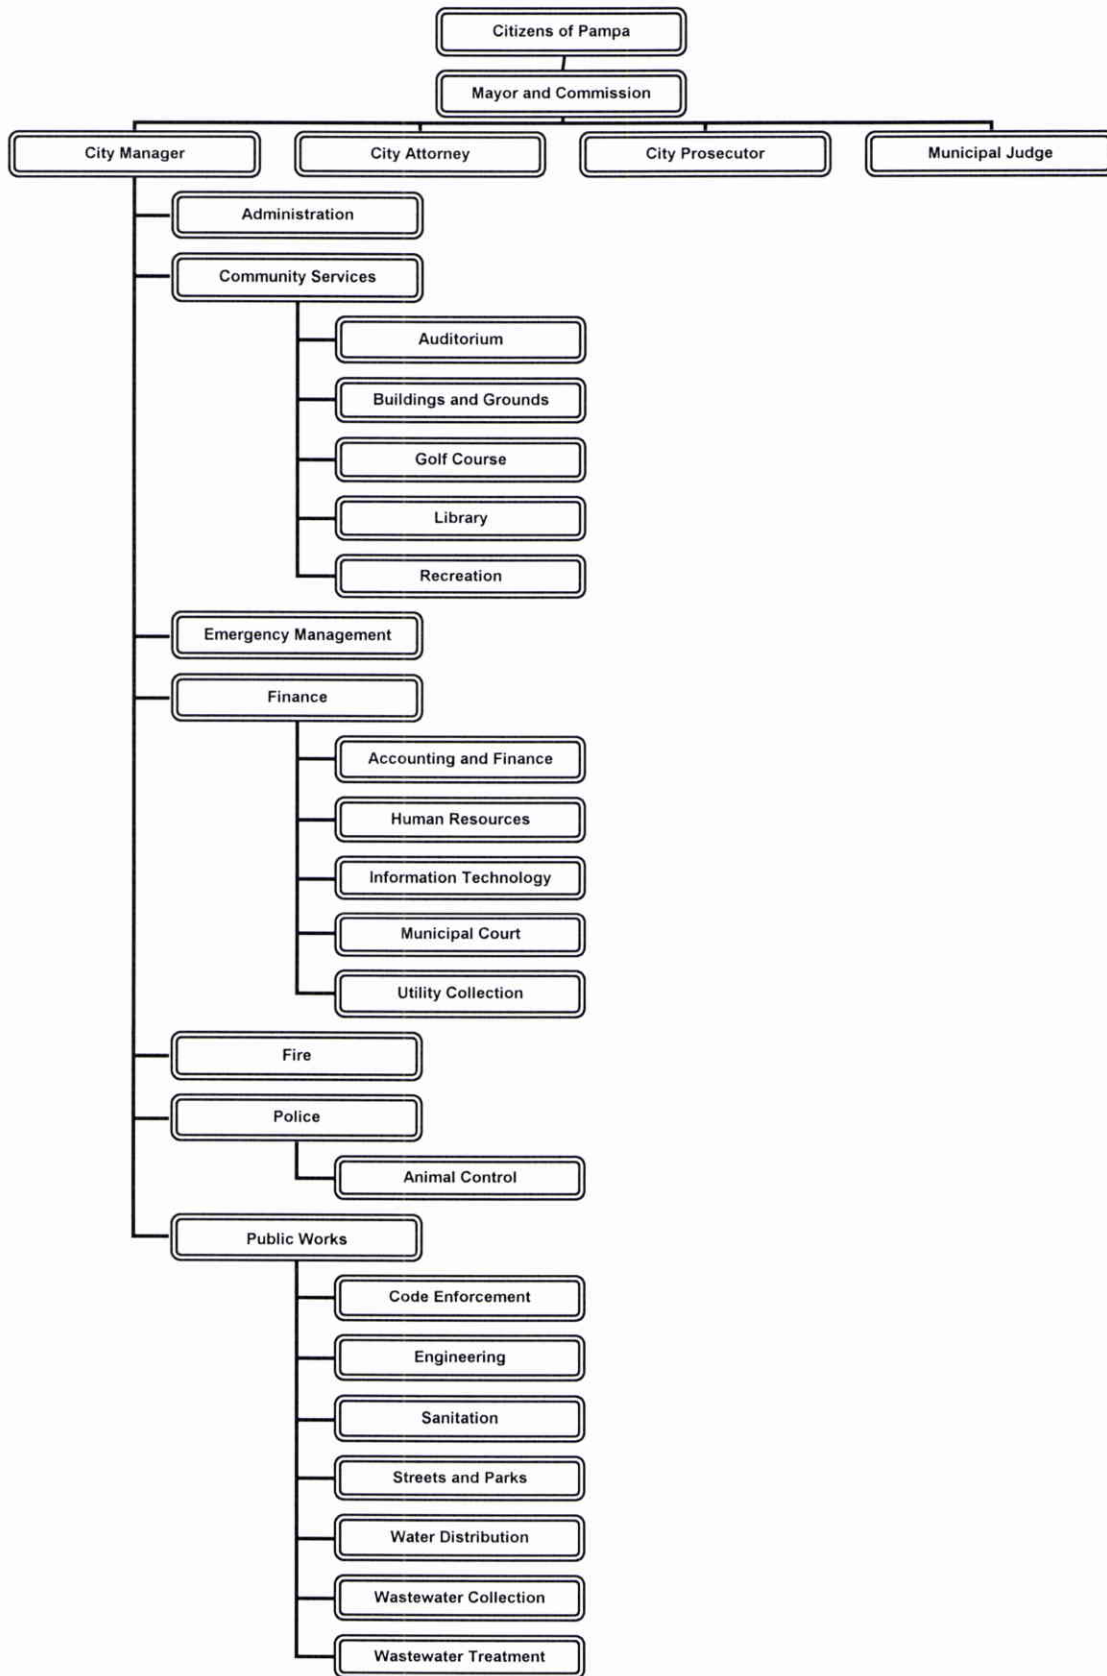 Citizens of Pampa
Mayor and Commission
City Manager
City Attorney
City Prosecutor
Municipal Judge
Administration
Community Services
Auditorium
Buildings and Grounds
Golf Course
Library
Recreation
Emergency Management
Finance
Accounting and Finance
Human Resources
Information Technology
Municipal Court
Utility Collection
Fire
Police
Animal Control
Public Works
Code Enforcement
Engineering
Sanitation
Streets and Parks
Water Distribution
Wastewater Collection
Wastewater Treatment